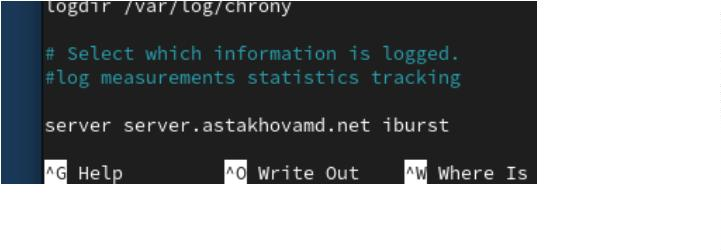 logdir /var/log/chrony
# Select which information is logged.
#log measurements statistics tracking
server server.astakhovamd.net iburst
^G Help ^O Write Out ^W Where Is